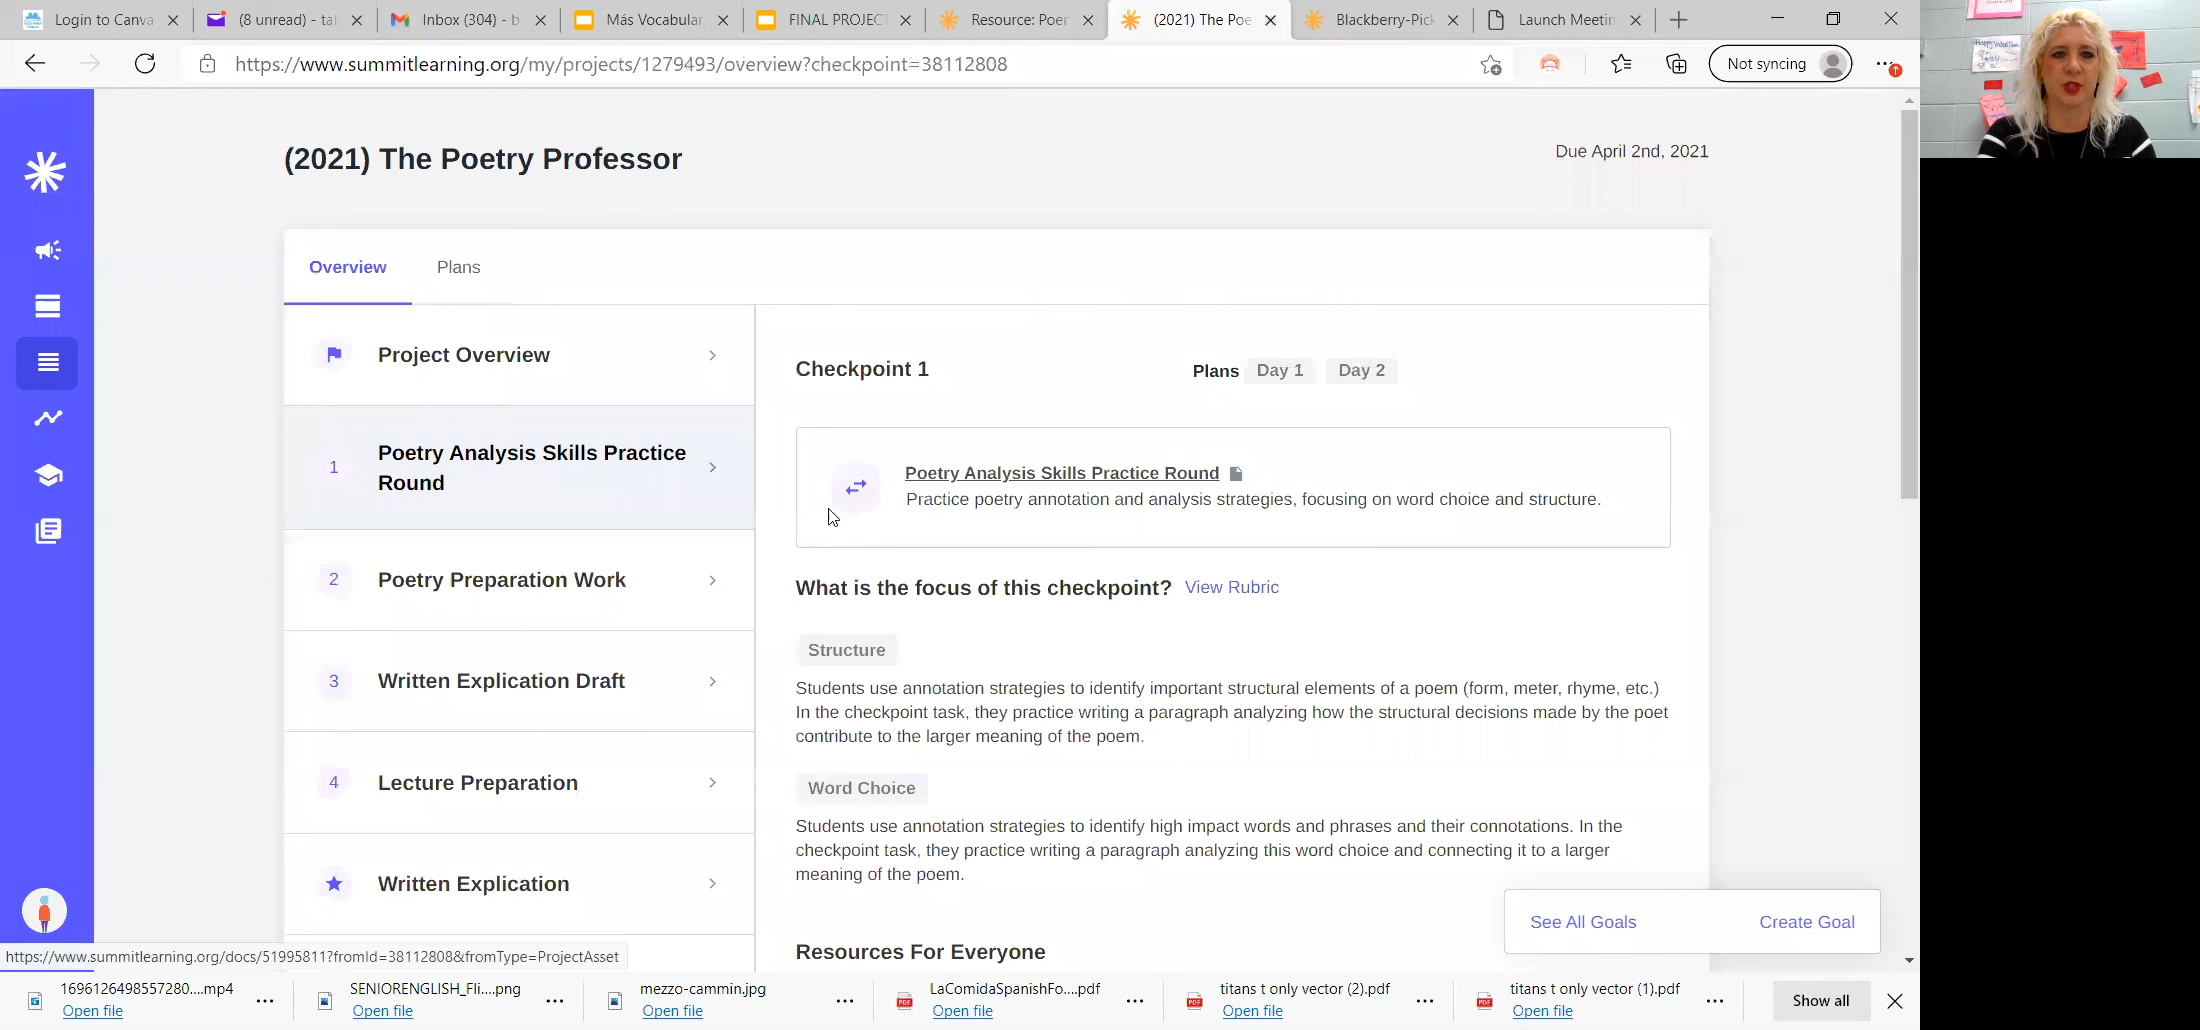 Login to Canva
(8 unread) - ta
Inbox (304) - b
Más Vocabular
FINAL PROJECT
Resource: Poem
(2021) The Poe
Blackberry-Pick
Launch Meetin
https://www.summitlearning.org/my/projects/1279493/overview?checkpoint=38112808
Not syncing
(2021) The Poetry Professor
Due April 2nd, 2021
Overview
Plans
Project Overview
1
Poetry Analysis Skills Practice
Round
2
Poetry Preparation Work
3
Written Explication Draft
4
Lecture Preparation
Written Explication
Checkpoint 1
Plans
Day 1
Day 2
Poetry Analysis Skills Practice Round
Practice poetry annotation and analysis strategies, focusing on word choice and structure.
What is the focus of this checkpoint?
View Rubric
Structure
Students use annotation strategies to identify important structural elements of a poem (form, meter, rhyme, etc.)
In the checkpoint task, they practice writing a paragraph analyzing how the structural decisions made by the poet
contribute to the larger meaning of the poem.
Word Choice
Students use annotation strategies to identify high impact words and phrases and their connotations. In the
checkpoint task, they practice writing a paragraph analyzing this word choice and connecting it to a larger
meaning of the poem.
See All Goals
Create Goal
Resources For Everyone
https://www.summitlearning.org/docs/51995811?fromId=38112808&fromType=ProjectAsset
1696126498557280....mp4
Open file
SENIORENGLISH_Fli....png
Open file
mezzo-cammin.jpg
Open file
LaComidaSpanishFo....pdf
Open file
titans t only vector (2).pdf
Open file
titans t only vector (1).pdf
Open file
Show all